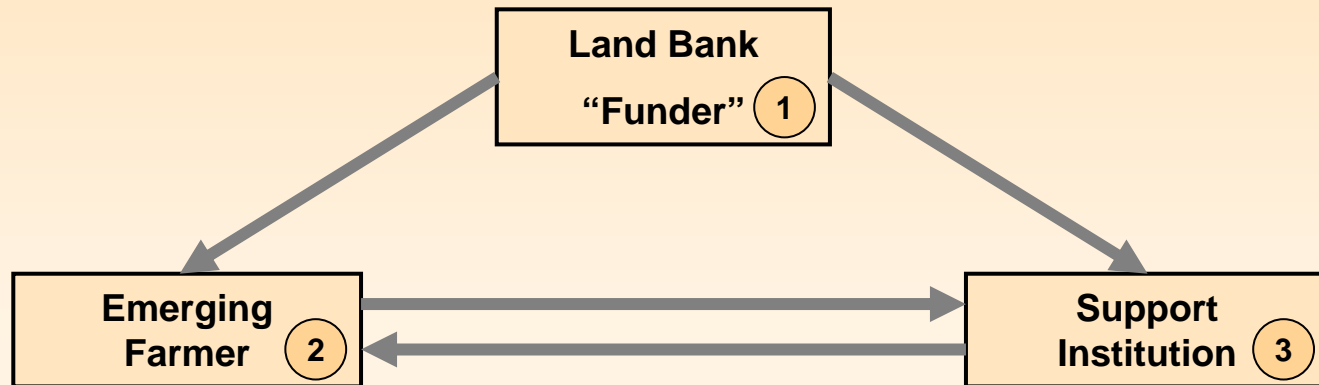 Land Bank
“Funder” 1
Emerging
Farmer 2
Support
Institution 3